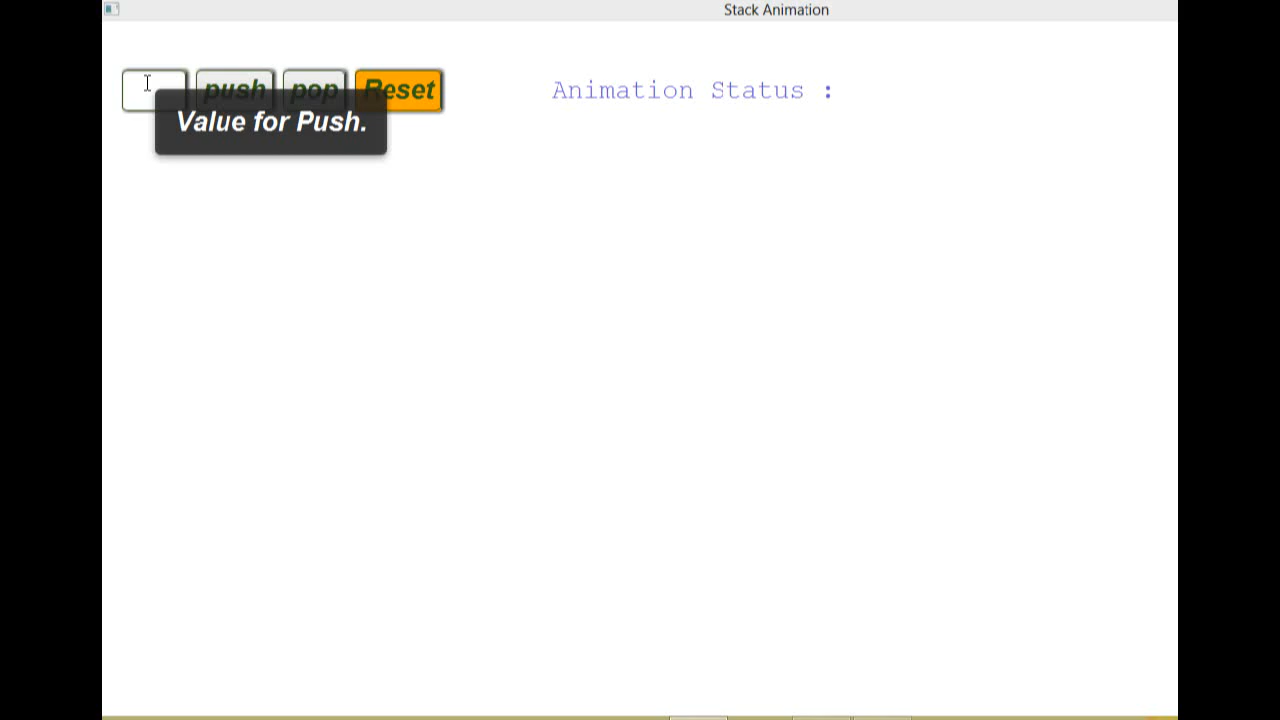 Stack Animation
push pop Reset Animation Status :
Value for Push.